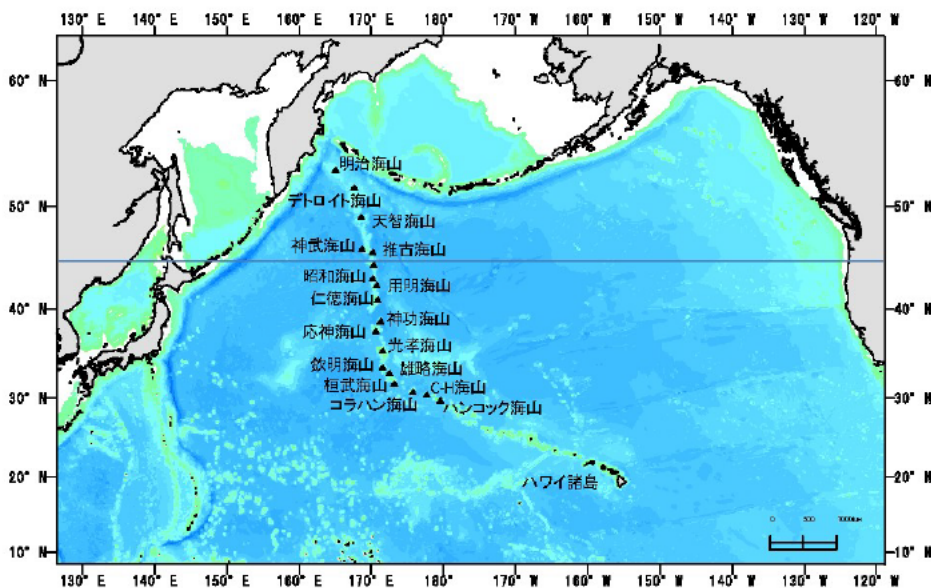 130° E 140° E 150° E 160° E 170° E 180° 170° W 160° W 150° W 140° W 130° W 120° W
60° N 60° N
明治海山
デトロイト海山
50° N 50° N
天智海山
神武海山 推古海山
昭和海山 用明海山
仁徳海山
40° N 40° N
神功海山
応神海山
光孝海山
欽明海山 雄略海山
桓武海山 C-H海山
30° N 30° N
コラハン海山 ハンコック海山
20° N 20° N
ハワイ諸島
0 500 1000
10° N 10° N
130° E 140° E 150° E 160° E 170° E 180° 170° W 160° W 150° W 140° W 130° W 120° W